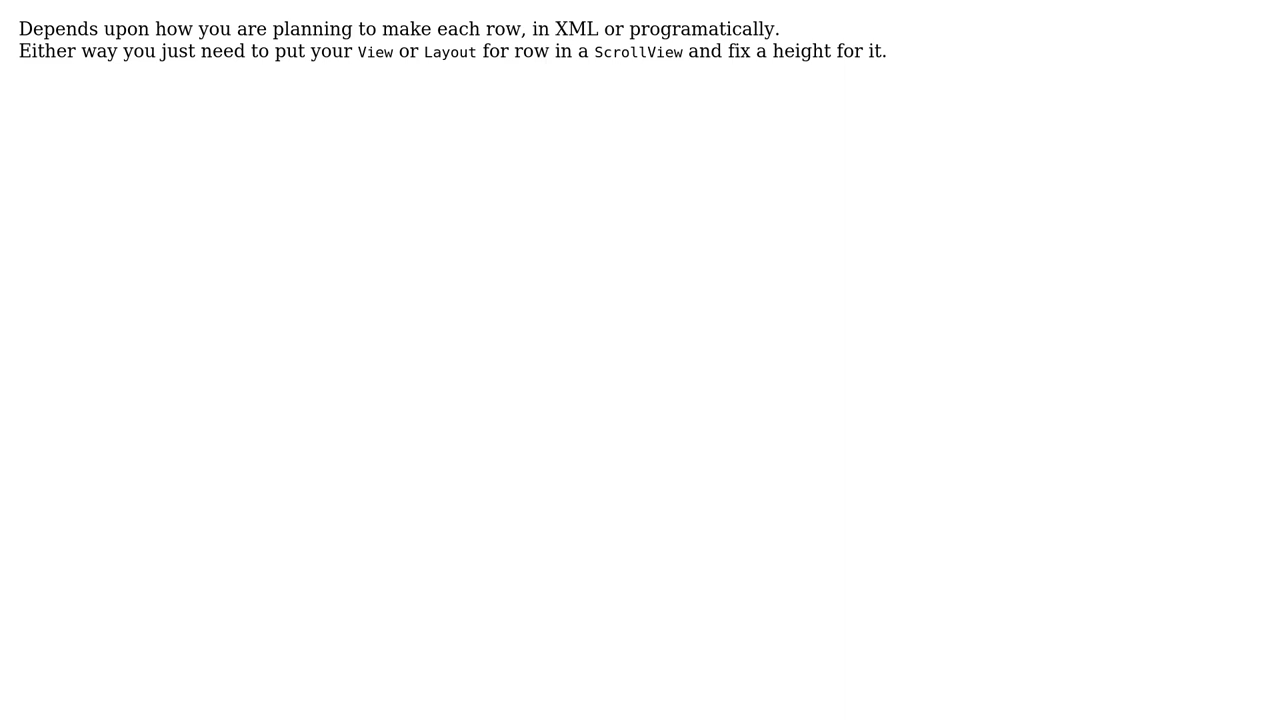 Depends upon how you are planning to make each row, in XML or programatically.
Either way you just need to put your View or Layout for row in a ScrollView and fix a height for it.